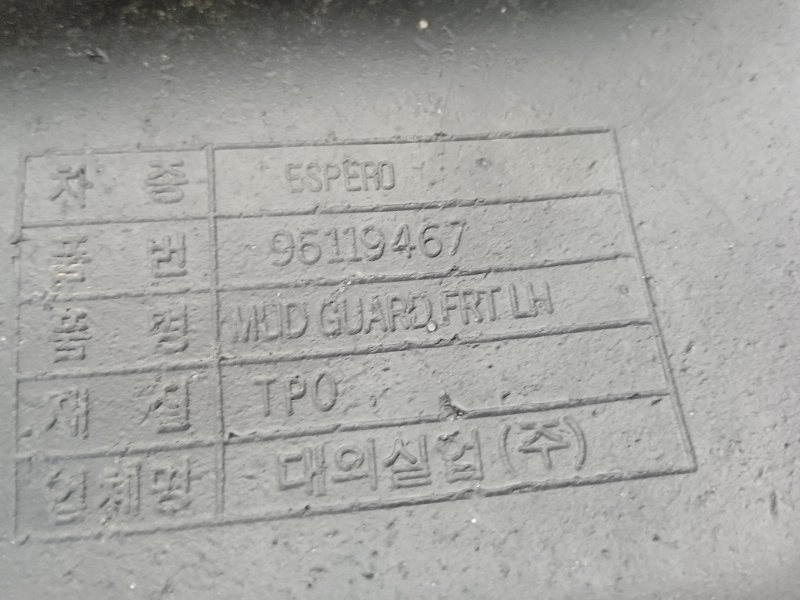 차 종 ESPERO
품 번 96119467
품 명 MUD GUARD,FRT LH
재 질 TPO
업체명 대의실업(주)